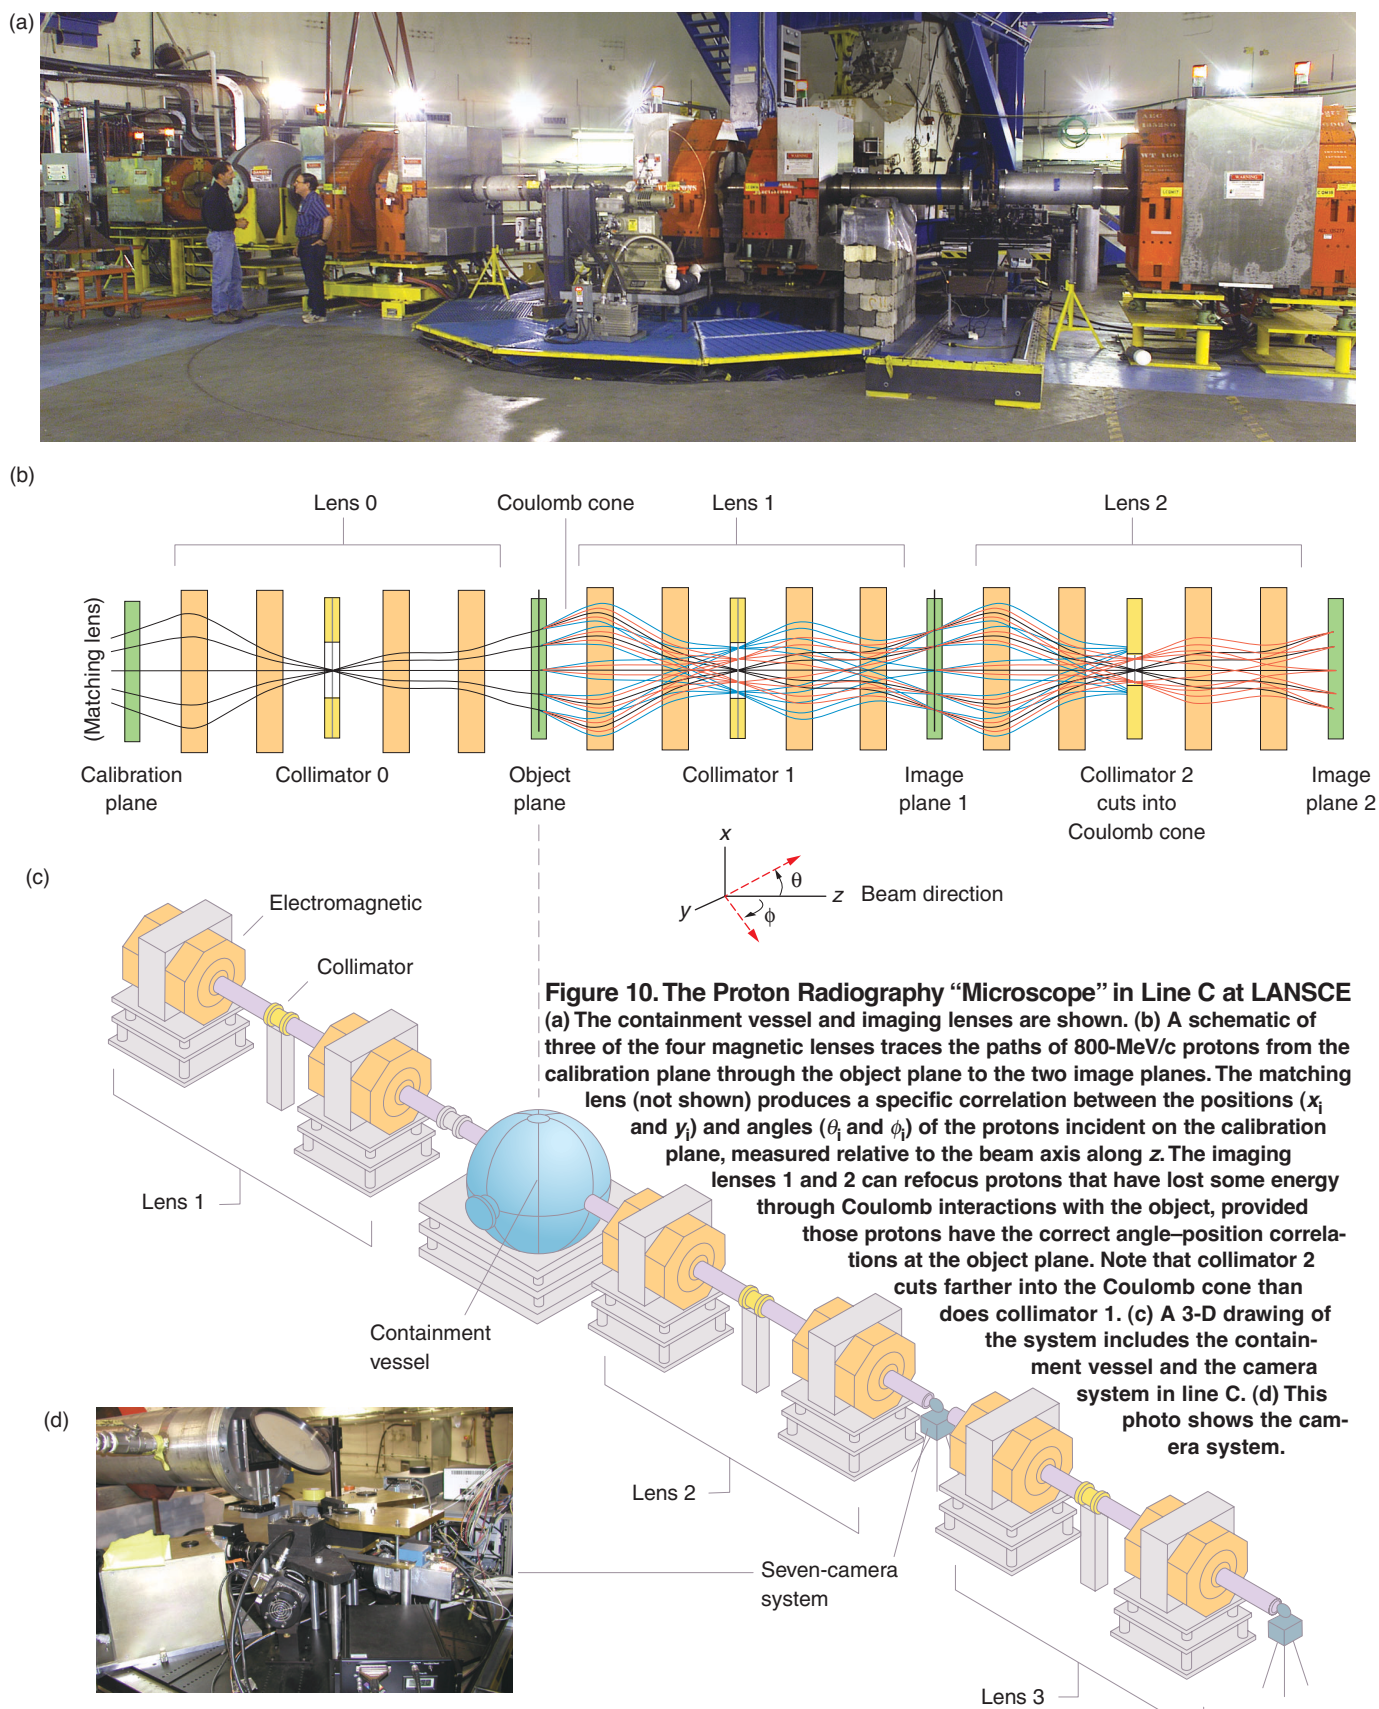 (a)
WARNING
(b)
Lens 0
Coulomb cone
Lens 1
Lens 2
(Matching lens)
Calibration
plane
Collimator 0
Object
plane
Collimator 1
Image
plane 1
Collimator 2
cuts into
Coulomb cone
Image
plane 2
x
θ
z
Beam direction
y
ϕ
(c)
Electromagnetic
Collimator
Figure 10. The Proton Radiography “Microscope” in Line C at LANSCE
(a) The containment vessel and imaging lenses are shown. (b) A schematic of
three of the four magnetic lenses traces the paths of 800-MeV/c protons from the
calibration plane through the object plane to the two image planes. The matching
lens (not shown) produces a specific correlation between the positions (xi
and yi) and angles (θi and ϕi) of the protons incident on the calibration
plane, measured relative to the beam axis along z. The imaging
lenses 1 and 2 can refocus protons that have lost some energy
through Coulomb interactions with the object, provided
those protons have the correct angle–position correla-
tions at the object plane. Note that collimator 2
cuts farther into the Coulomb cone than
does collimator 1. (c) A 3-D drawing of
the system includes the contain-
ment vessel and the camera
system in line C. (d) This
photo shows the cam-
era system.
Lens 1
Containment
vessel
(d)
Lens 2
Seven-camera
system
Lens 3